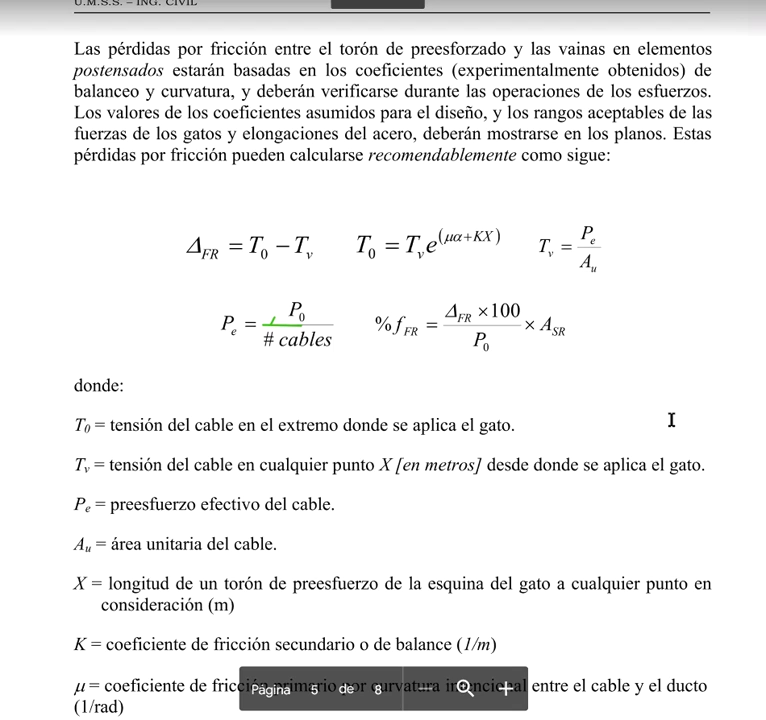 U.M.S.S. – ING. CIVIL
Las pérdidas por fricción entre el torón de preesforzado y las vainas en elementos
postensados estarán basadas en los coeficientes (experimentalmente obtenidos) de
balanceo y curvatura, y deberán verificarse durante las operaciones de los esfuerzos.
Los valores de los coeficientes asumidos para el diseño, y los rangos aceptables de las
fuerzas de los gatos y elongaciones del acero, deberán mostrarse en los planos. Estas
pérdidas por fricción pueden calcularse recomendablemente como sigue:
Δ_FR = T_0 − T_v    T_0 = T_v e^(μα+KX)    T_v = P_e / A_u
P_e = P_0 / # cables    %f_FR = Δ_FR ×100 / P_0 × A_SR
donde:
T_0 = tensión del cable en el extremo donde se aplica el gato.
T_v = tensión del cable en cualquier punto X [en metros] desde donde se aplica el gato.
P_e = preesfuerzo efectivo del cable.
A_u = área unitaria del cable.
X = longitud de un torón de preesfuerzo de la esquina del gato a cualquier punto en
consideración (m)
K = coeficiente de fricción secundario o de balance (1/m)
μ = coeficiente de fricción primario por curvatura intencional entre el cable y el ducto
Página 5 de 8
(1/rad)